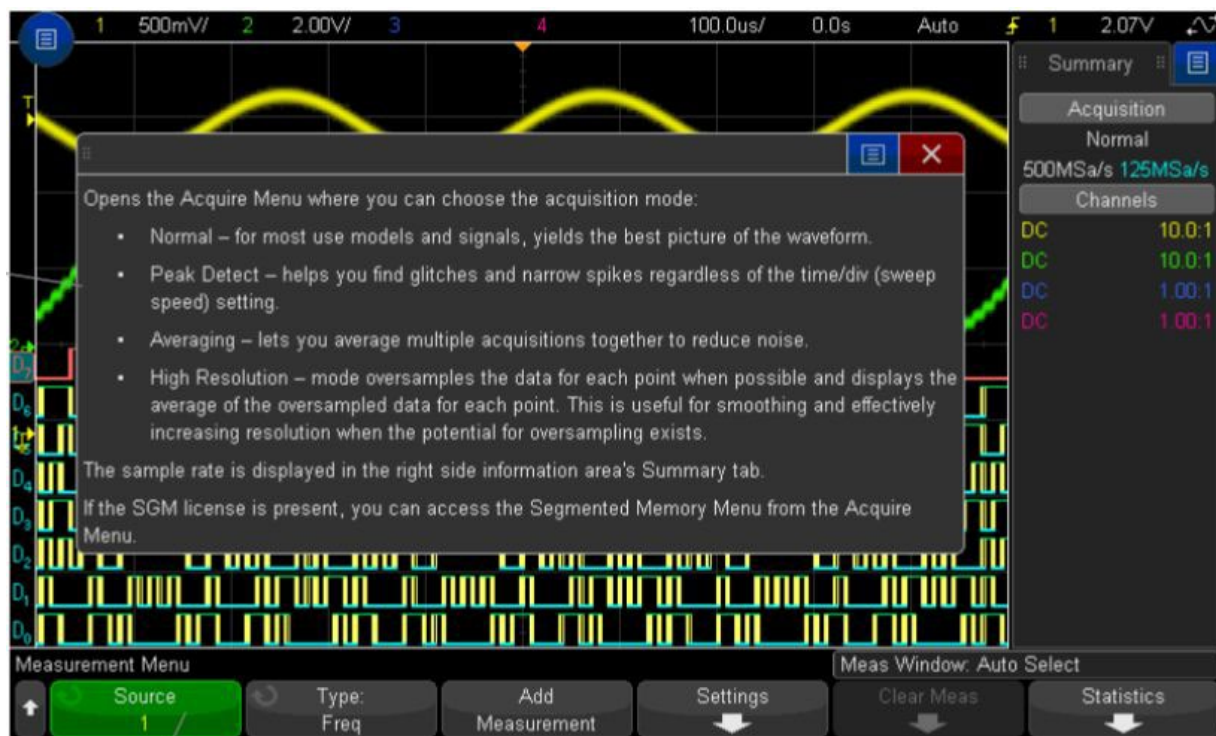 1 500mV/ 2 2.00V/ 3 4 100.0us/ 0.0s Auto 1 2.07V
Summary
Acquisition
Normal
500MSa/s 125MSa/s
Channels
DC 10.0:1
DC 10.0:1
DC 1.00:1
DC 1.00:1
T
Opens the Acquire Menu where you can choose the acquisition mode:
• Normal – for most use models and signals, yields the best picture of the waveform.
• Peak Detect – helps you find glitches and narrow spikes regardless of the time/div (sweep
speed) setting.
• Averaging – lets you average multiple acquisitions together to reduce noise.
• High Resolution – mode oversamples the data for each point when possible and displays the
average of the oversampled data for each point. This is useful for smoothing and effectively
increasing resolution when the potential for oversampling exists.
The sample rate is displayed in the right side information area's Summary tab.
If the SGM license is present, you can access the Segmented Memory Menu from the Acquire
Menu.
D7
D6
D4
D3
D2
D1
D0
Measurement Menu
Meas Window: Auto Select
Source
1
Type:
Freq
Add
Measurement
Settings
Clear Meas
Statistics